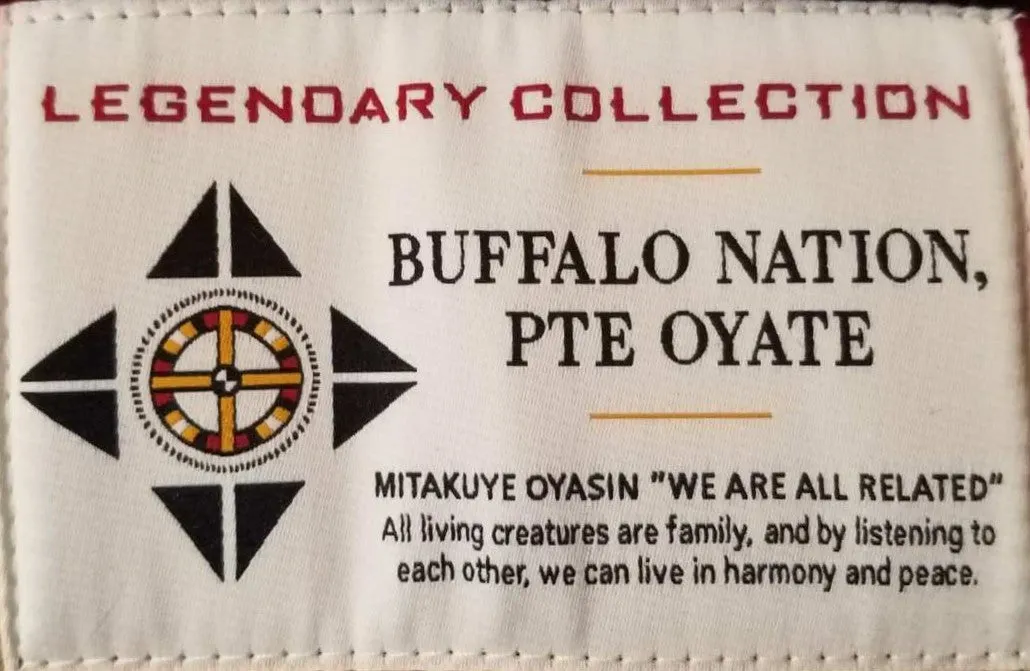 LEGENDARY COLLECTION
BUFFALO NATION,
PTE OYATE
MITAKUYE OYASIN "WE ARE ALL RELATED"
All living creatures are family, and by listening to
each other, we can live in harmony and peace.